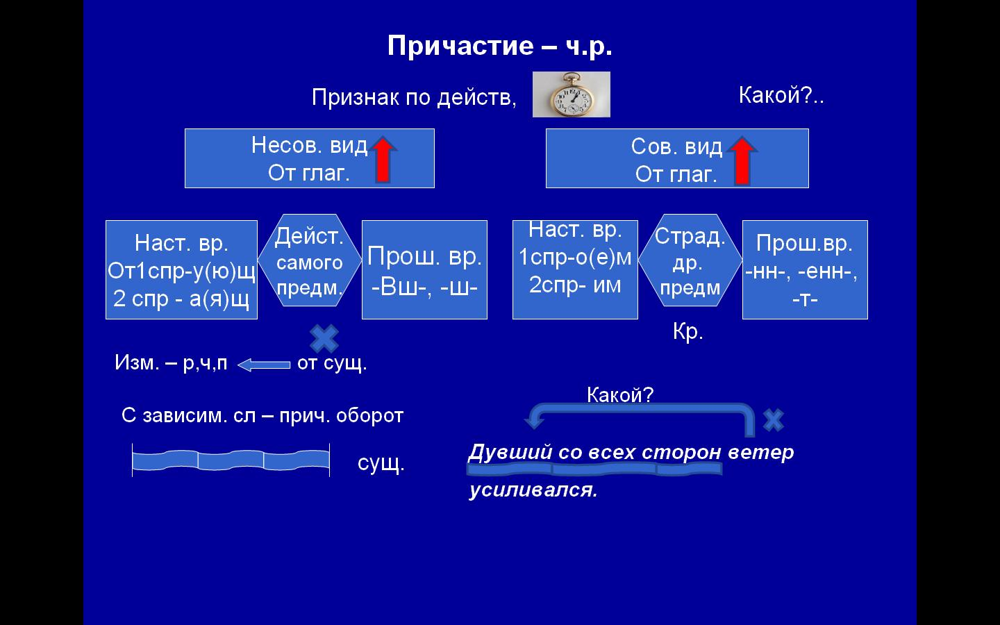 Причастие – ч.р.
Признак по действ,
Какой?..
Несов. вид
От глаг.
Сов. вид
От глаг.
Наст. вр.
От1спр-у(ю)щ
2 спр - а(я)щ
Дейст.
самого
предм.
Прош. вр.
-Вш-, -ш-
Наст. вр.
1спр-о(е)м
2спр- им
Страд.
др.
предм
Прош.вр.
-нн-, -енн-,
-т-
Кр.
Изм. – р,ч,п
от сущ.
С зависим. сл – прич. оборот
сущ.
Какой?
Дувший со всех сторон ветер
усиливался.